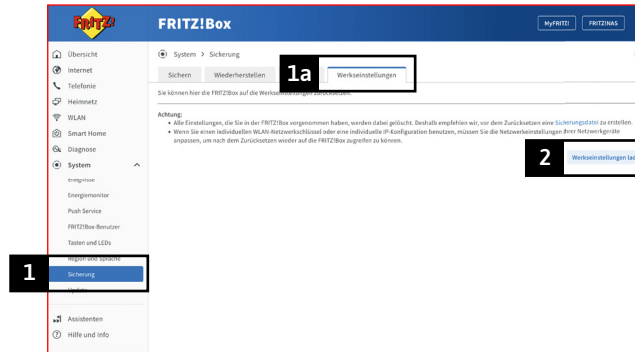 FRITZ!
FRITZ!Box
MyFRITZ!
FRITZ!NAS
Übersicht
Internet
Telefonie
Heimnetz
WLAN
Smart Home
Diagnose
System
Ereignisse
Energiemonitor
Push Service
FRITZ!Box-Benutzer
Tasten und LEDs
Region und Sprache
1
Sicherung
Update
Assistenten
Hilfe und Info
System > Sicherung
1a
Sichern Wiederherstellen Werkseinstellungen
Sie können hier die FRITZ!Box auf die Werkseinstellungen zurücksetzen.
Achtung:
• Alle Einstellungen, die Sie in der FRITZ!Box vorgenommen haben, werden dabei gelöscht. Deshalb empfehlen wir, vor dem Zurücksetzen eine Sicherungsdatei zu erstellen.
• Wenn Sie einen individuellen WLAN-Netzwerkschlüssel oder eine individuelle IP-Konfiguration benutzen, müssen Sie die Netzwerkeinstellungen Ihrer Netzwerkgeräte
anpassen, um nach dem Zurücksetzen wieder auf die FRITZ!Box zugreifen zu können.
2
Werkseinstellungen lad